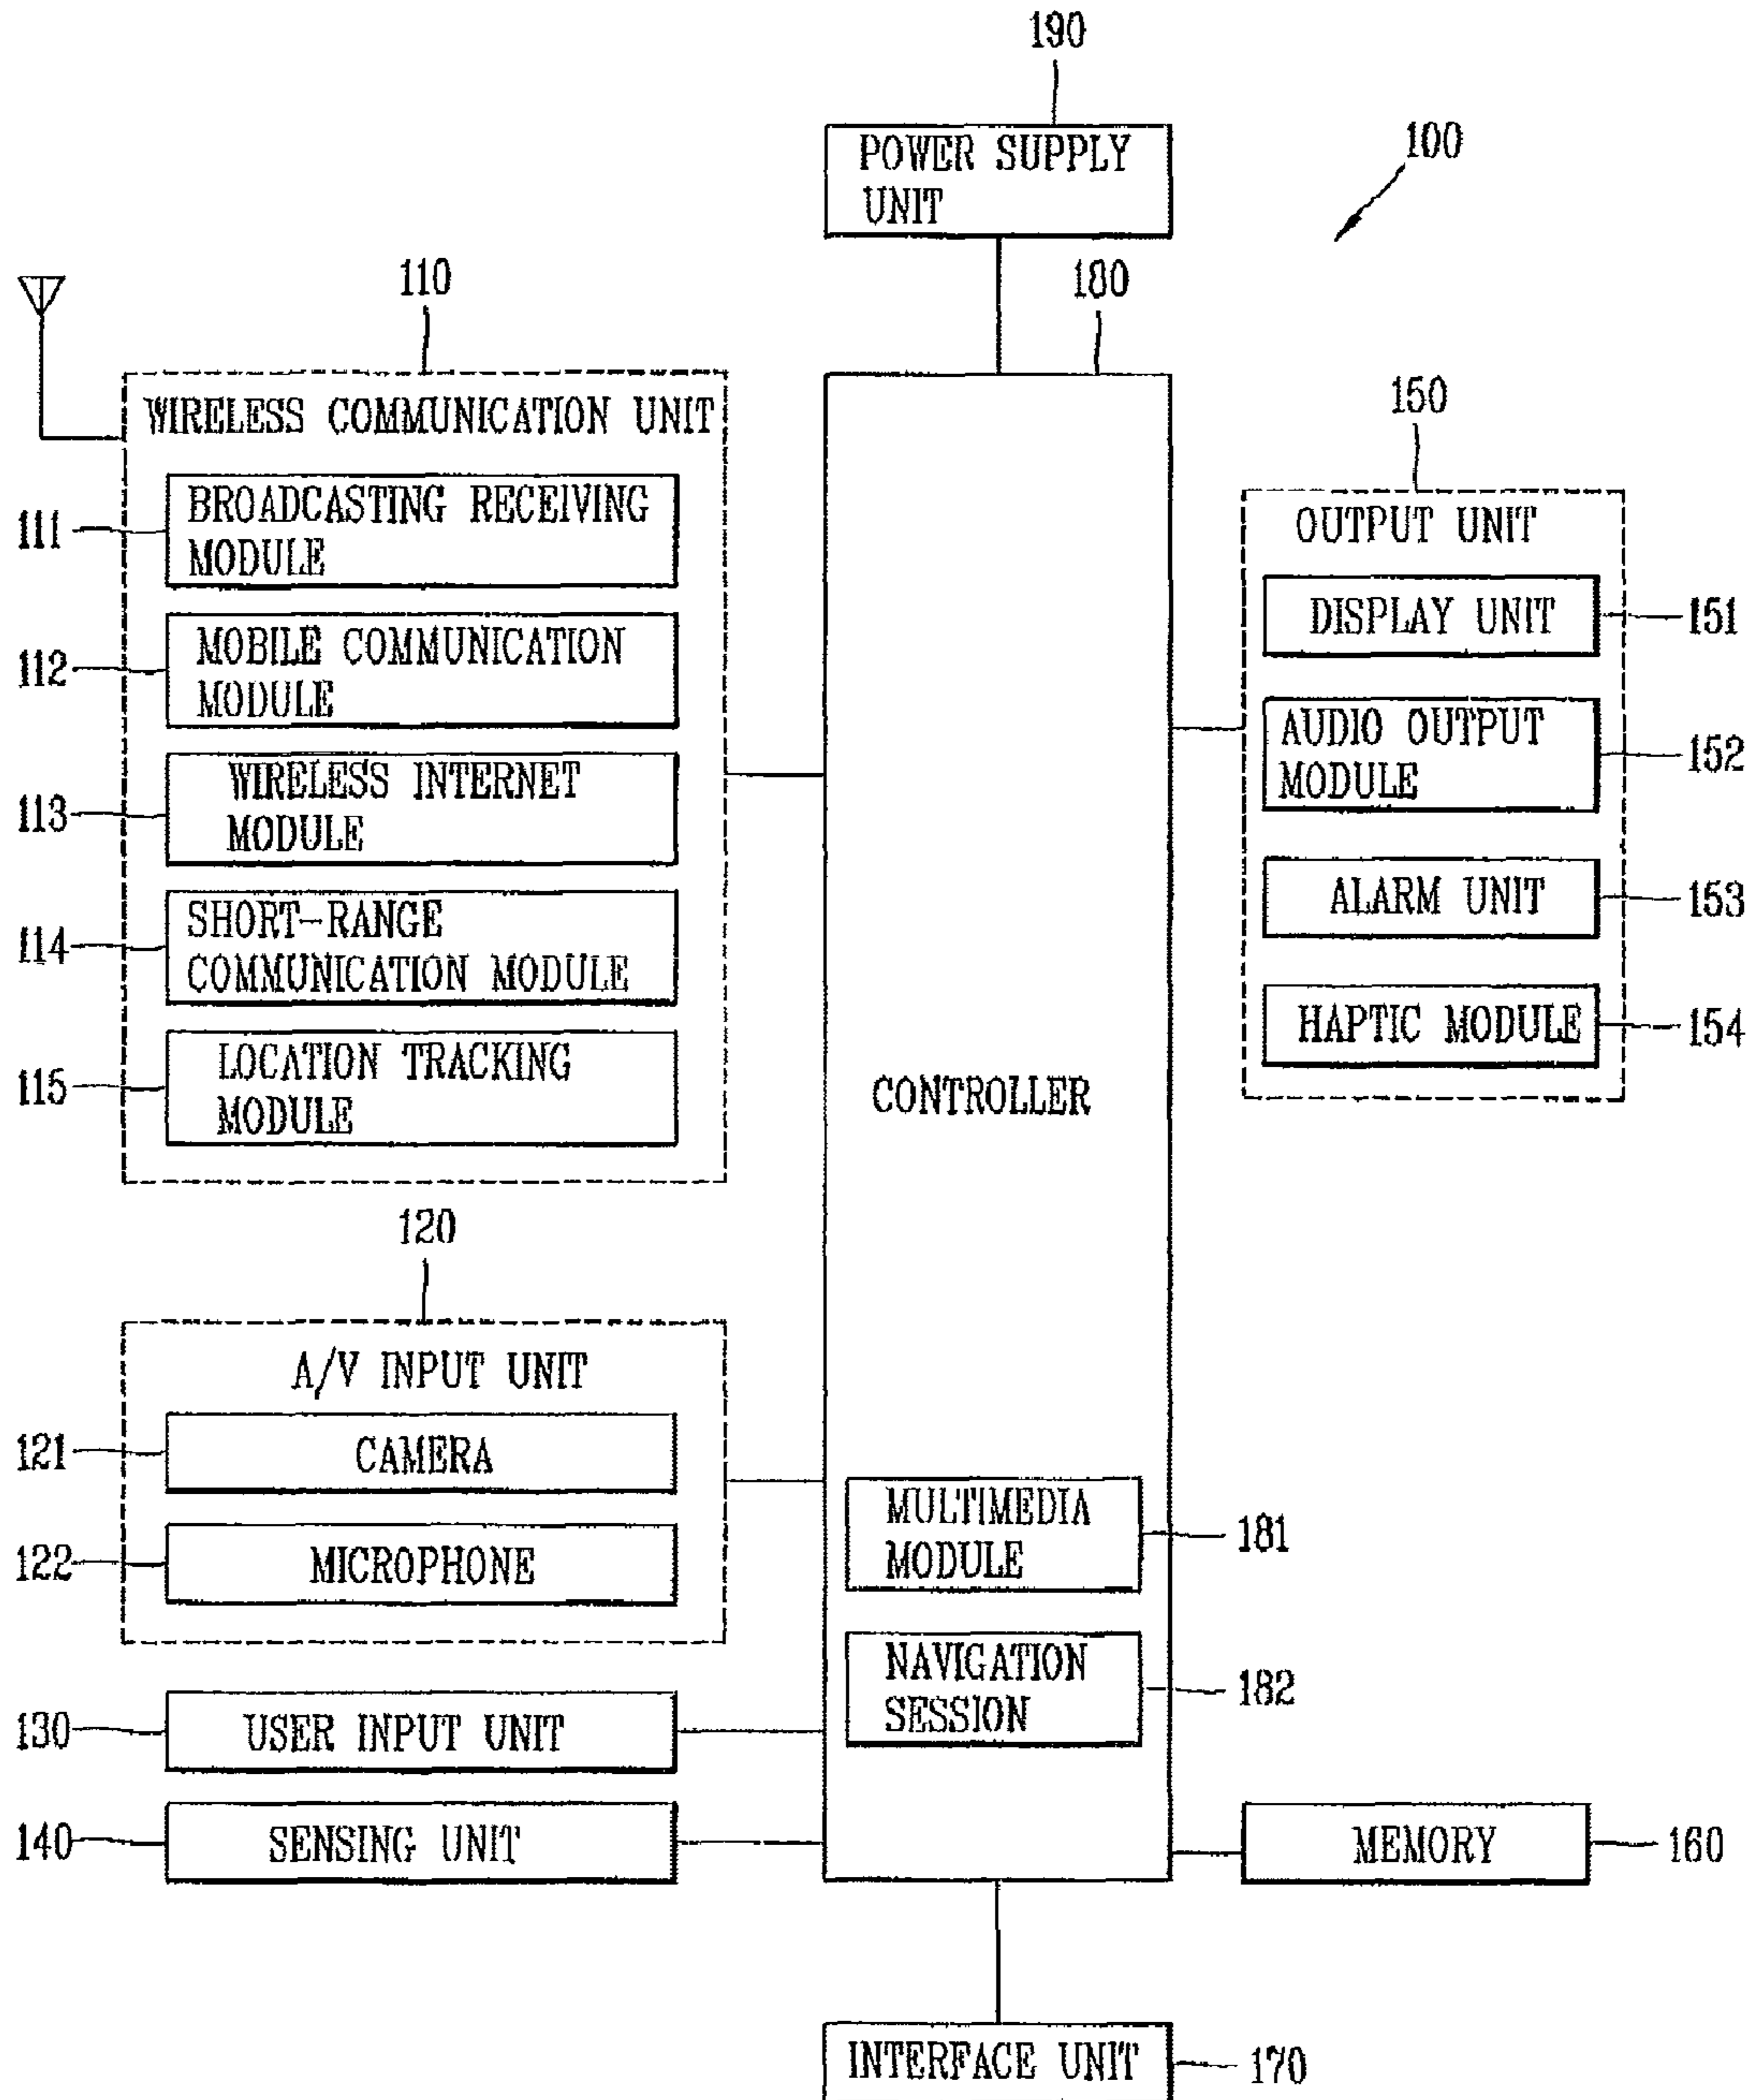 190
POWER SUPPLY
UNIT
100
110
180
WIRELESS COMMUNICATION UNIT
150
111
BROADCASTING RECEIVING
MODULE
OUTPUT UNIT
DISPLAY UNIT
151
112
MOBILE COMMUNICATION
MODULE
AUDIO OUTPUT
MODULE
152
113
WIRELESS INTERNET
MODULE
ALARM UNIT
153
114
SHORT-RANGE
COMMUNICATION MODULE
HAPTIC MODULE
154
115
LOCATION TRACKING
MODULE
CONTROLLER
120
A/V INPUT UNIT
121
CAMERA
122
MICROPHONE
MULTIMEDIA
MODULE
181
NAVIGATION
SESSION
182
130
USER INPUT UNIT
140
SENSING UNIT
MEMORY
160
INTERFACE UNIT
170